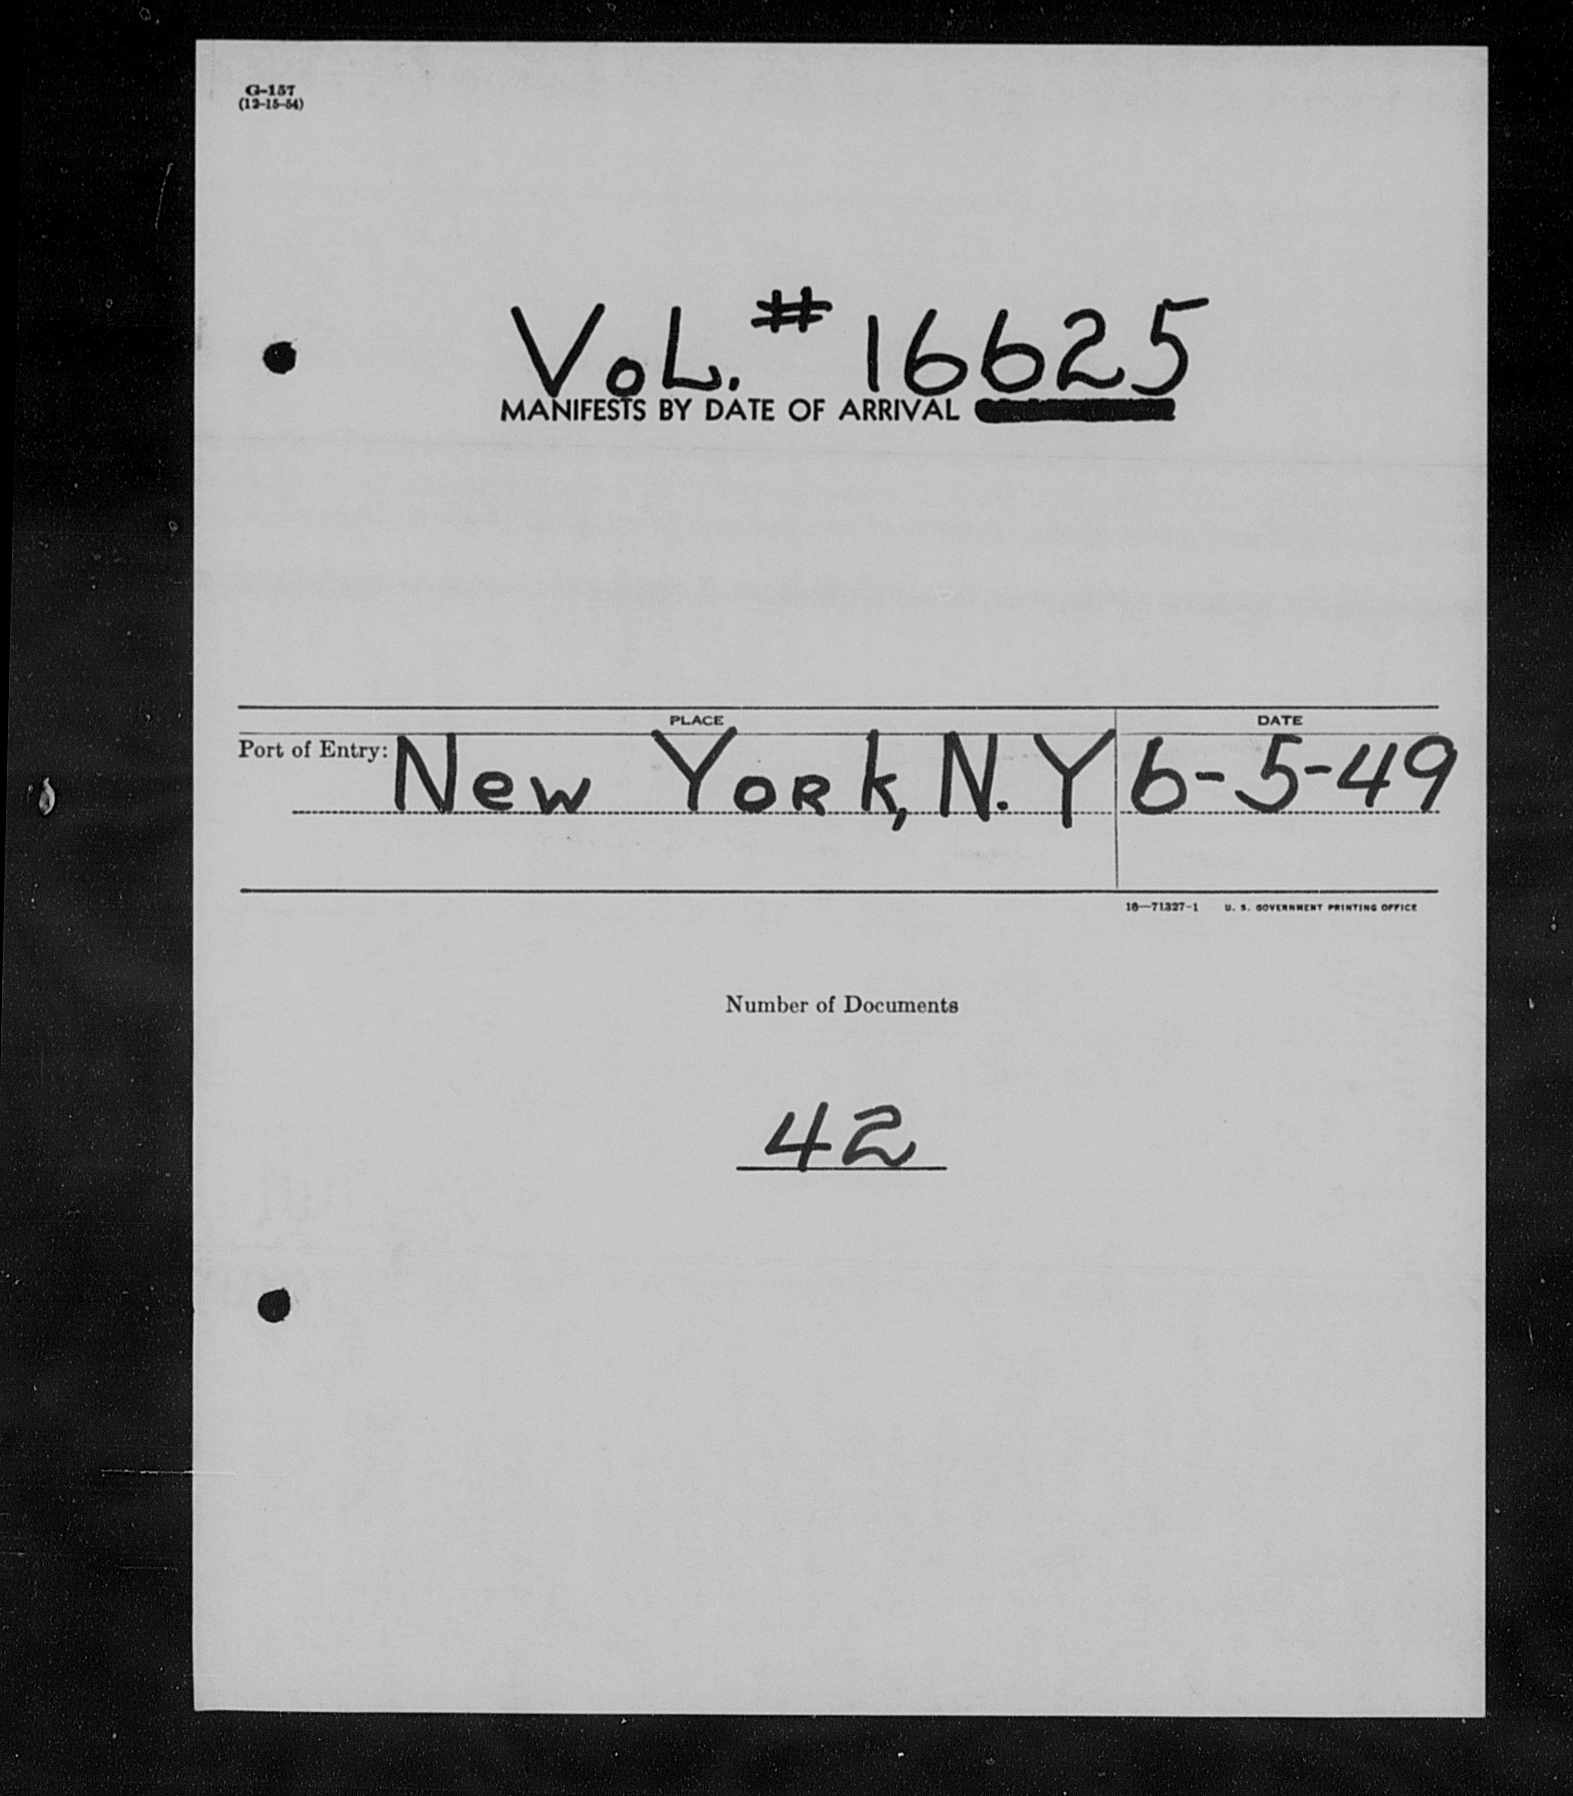 G-157
(12-15-54)
VoL. # 16625
MANIFESTS BY DATE OF ARRIVAL
PLACE DATE
Port of Entry: New York, N.Y 6-5-49
16—71327-1 U. S. GOVERNMENT PRINTING OFFICE
Number of Documents
42